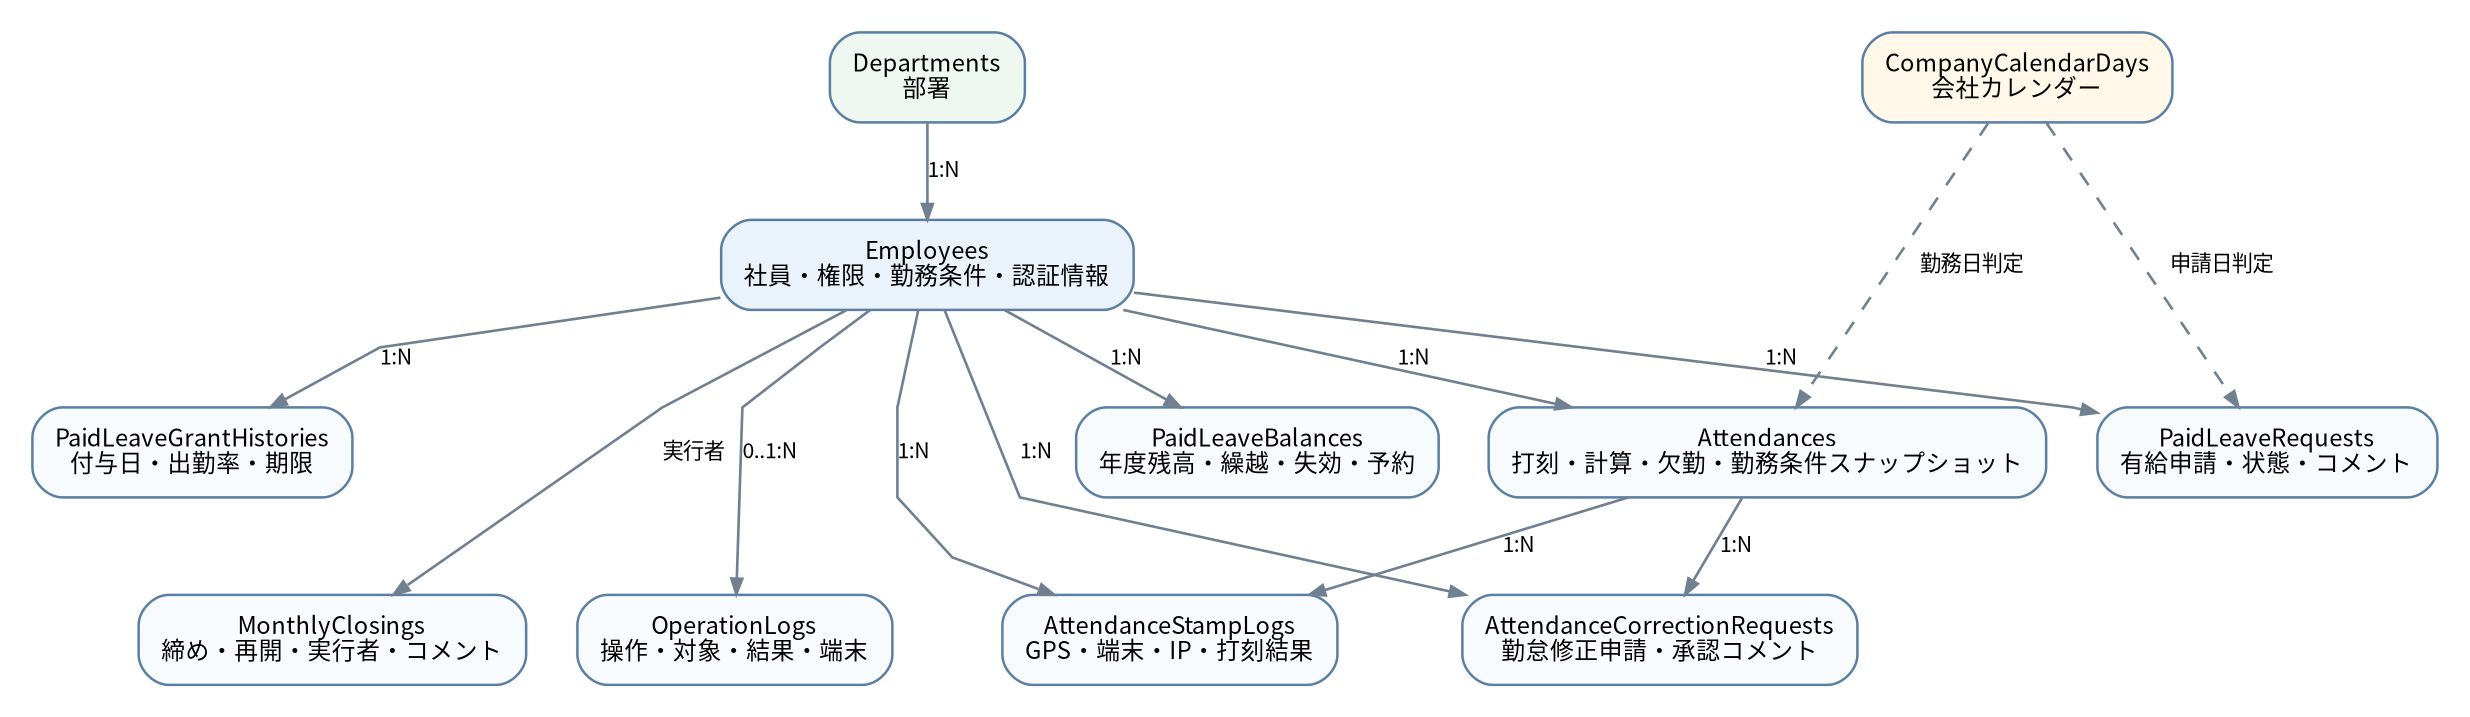 Departments
部署
CompanyCalendarDays
会社カレンダー
1:N
Employees
社員・権限・勤務条件・認証情報
勤務日判定
申請日判定
1:N
1:N
1:N
1:N
PaidLeaveGrantHistories
付与日・出勤率・期限
実行者
0..1:N
1:N
1:N
PaidLeaveBalances
年度残高・繰越・失効・予約
Attendances
打刻・計算・欠勤・勤務条件スナップショット
PaidLeaveRequests
有給申請・状態・コメント
1:N
1:N
MonthlyClosings
締め・再開・実行者・コメント
OperationLogs
操作・対象・結果・端末
AttendanceStampLogs
GPS・端末・IP・打刻結果
AttendanceCorrectionRequests
勤怠修正申請・承認コメント